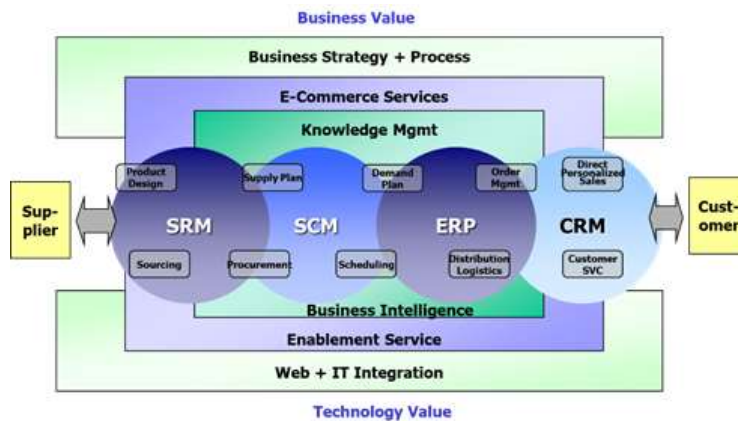 Business Value
Business Strategy + Process
E-Commerce Services
Knowledge Mgmt
Product
Design
Supply Plan
Demand
Plan
Order
Mgmt
Direct
Personalized
Sales
Sup-
plier
SRM
SCM
ERP
CRM
Cust-
omer
Sourcing
Procurement
Scheduling
Distribution
Logistics
Customer
SVC
Business Intelligence
Enablement Service
Web + IT Integration
Technology Value